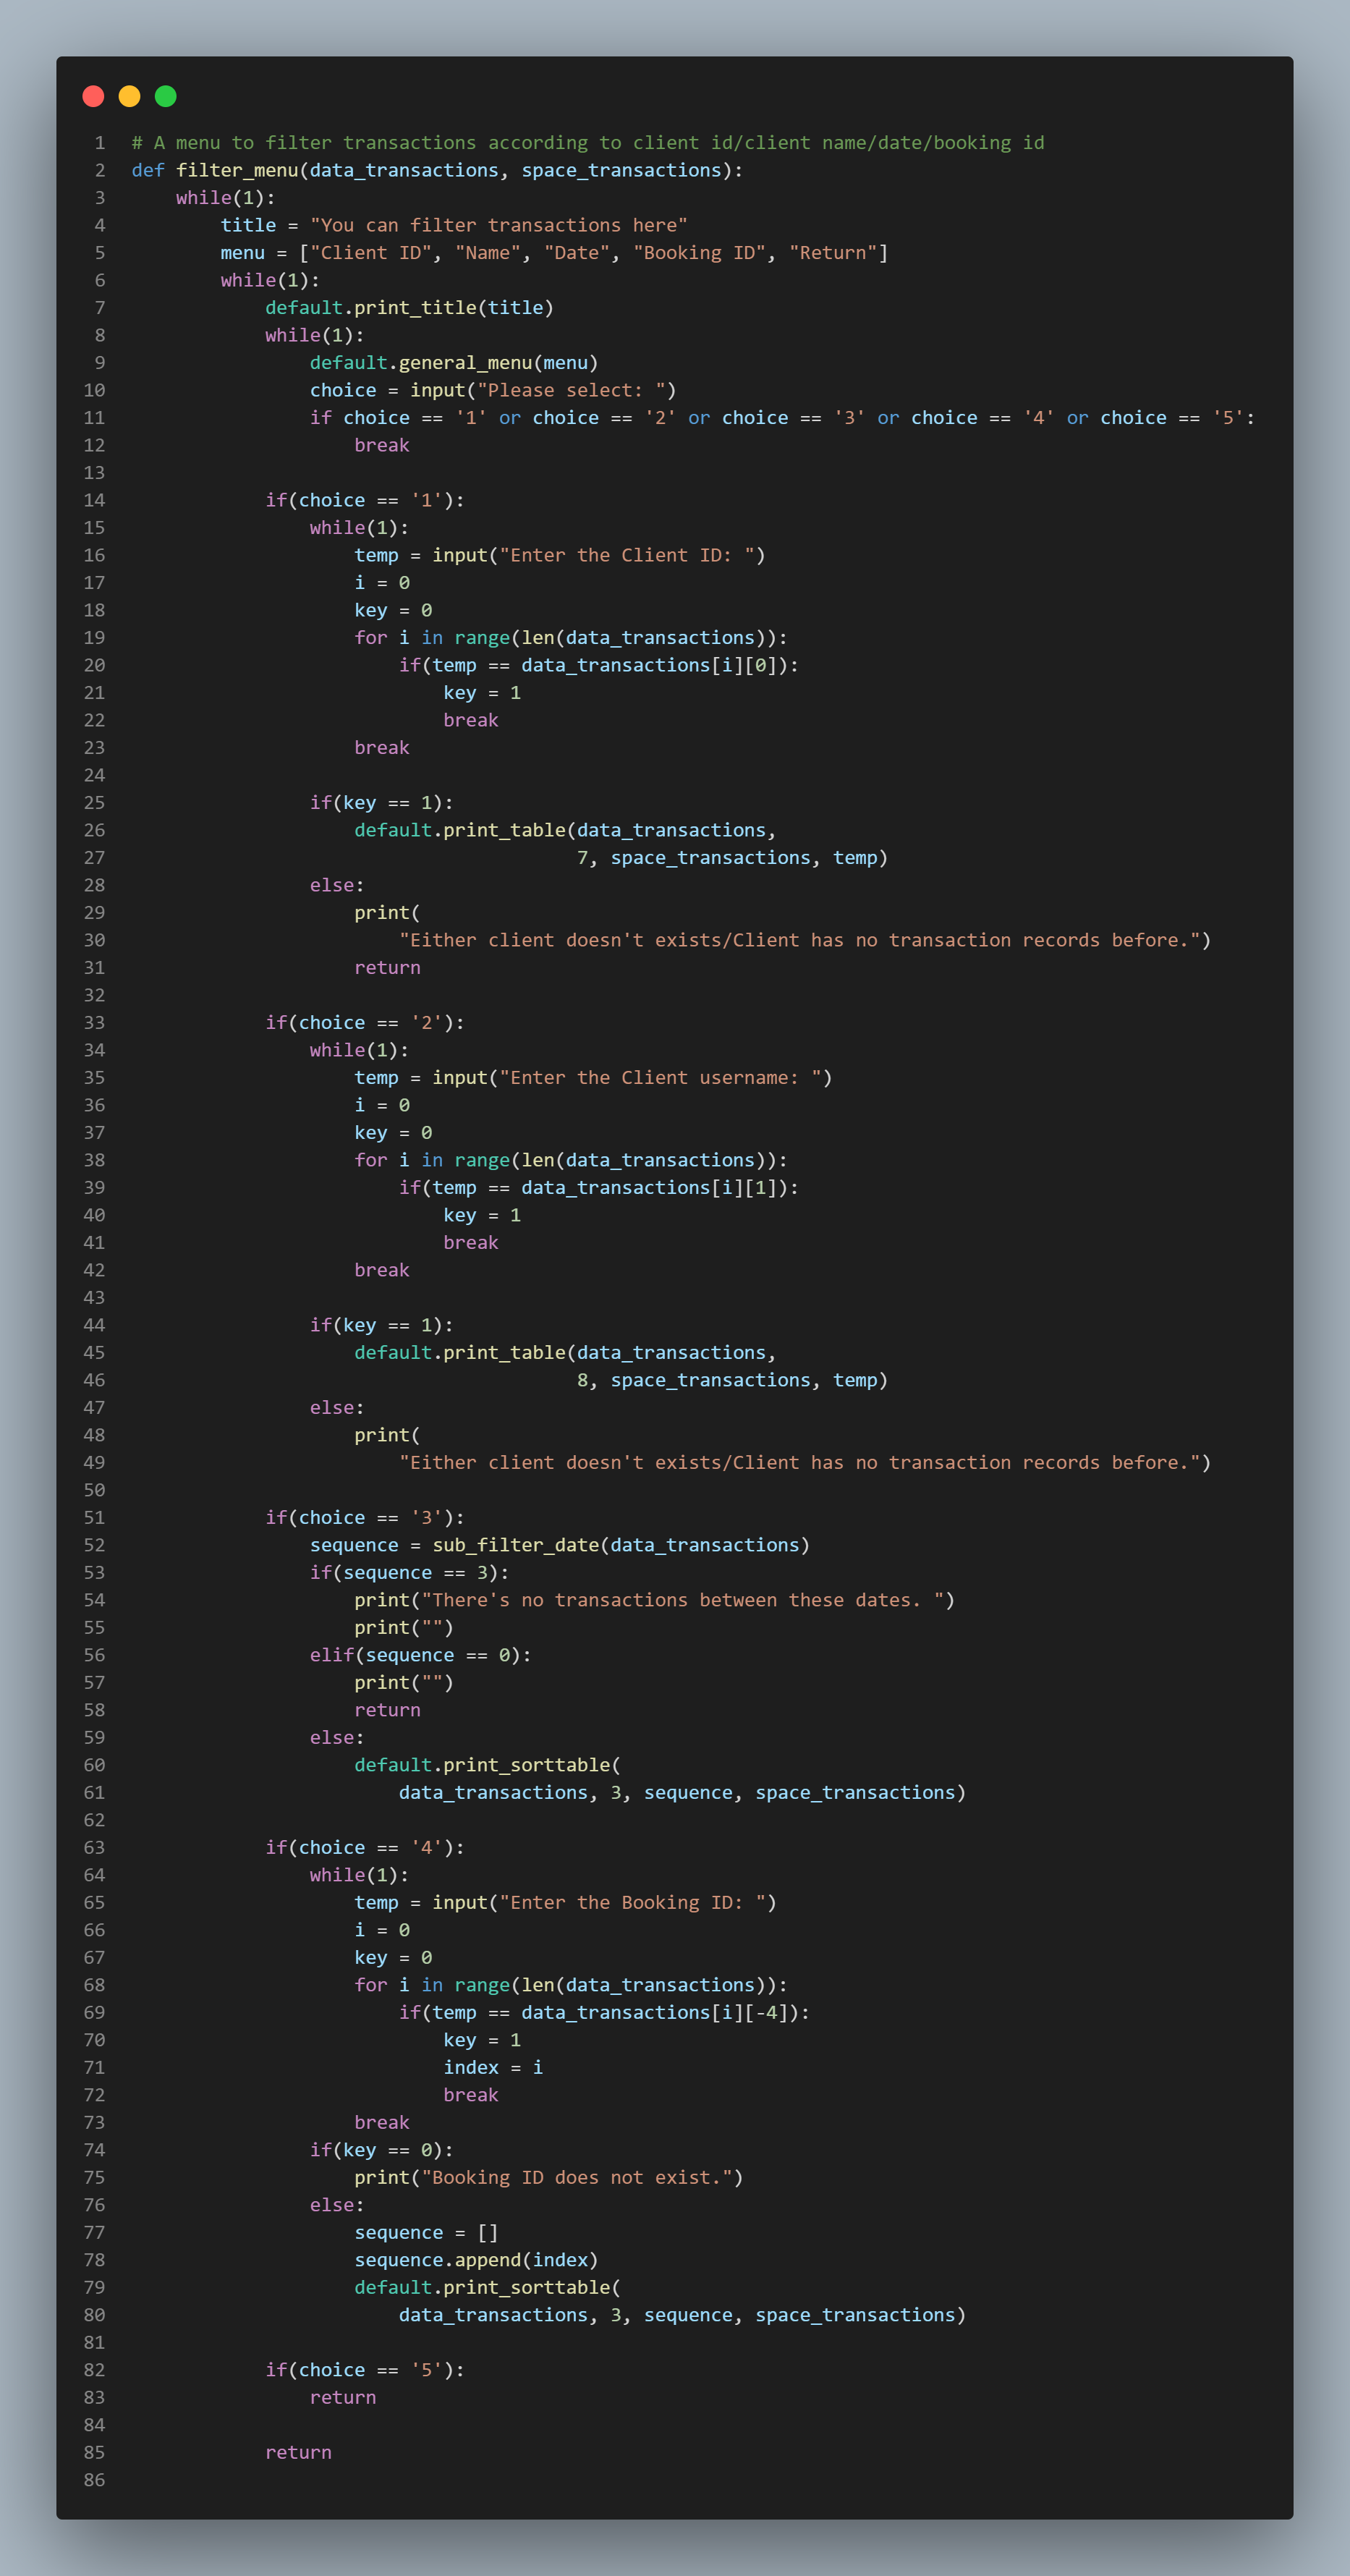 1 # A menu to filter transactions according to client id/client name/date/booking id
2 def filter_menu(data_transactions, space_transactions):
3     while(1):
4         title = "You can filter transactions here"
5         menu = ["Client ID", "Name", "Date", "Booking ID", "Return"]
6         while(1):
7             default.print_title(title)
8             while(1):
9                 default.general_menu(menu)
10                 choice = input("Please select: ")
11                 if choice == '1' or choice == '2' or choice == '3' or choice == '4' or choice == '5':
12                     break
13
14             if(choice == '1'):
15                 while(1):
16                     temp = input("Enter the Client ID: ")
17                     i = 0
18                     key = 0
19                     for i in range(len(data_transactions)):
20                         if(temp == data_transactions[i][0]):
21                             key = 1
22                             break
23                     break
24
25                 if(key == 1):
26                     default.print_table(data_transactions,
27                                         7, space_transactions, temp)
28                 else:
29                     print(
30                         "Either client doesn't exists/Client has no transaction records before.")
31                     return
32
33             if(choice == '2'):
34                 while(1):
35                     temp = input("Enter the Client username: ")
36                     i = 0
37                     key = 0
38                     for i in range(len(data_transactions)):
39                         if(temp == data_transactions[i][1]):
40                             key = 1
41                             break
42                     break
43
44                 if(key == 1):
45                     default.print_table(data_transactions,
46                                         8, space_transactions, temp)
47                 else:
48                     print(
49                         "Either client doesn't exists/Client has no transaction records before.")
50
51             if(choice == '3'):
52                 sequence = sub_filter_date(data_transactions)
53                 if(sequence == 3):
54                     print("There's no transactions between these dates. ")
55                     print("")
56                 elif(sequence == 0):
57                     print("")
58                     return
59                 else:
60                     default.print_sorttable(
61                         data_transactions, 3, sequence, space_transactions)
62
63             if(choice == '4'):
64                 while(1):
65                     temp = input("Enter the Booking ID: ")
66                     i = 0
67                     key = 0
68                     for i in range(len(data_transactions)):
69                         if(temp == data_transactions[i][-4]):
70                             key = 1
71                             index = i
72                             break
73                     break
74                 if(key == 0):
75                     print("Booking ID does not exist.")
76                 else:
77                     sequence = []
78                     sequence.append(index)
79                     default.print_sorttable(
80                         data_transactions, 3, sequence, space_transactions)
81
82             if(choice == '5'):
83                 return
84
85             return
86